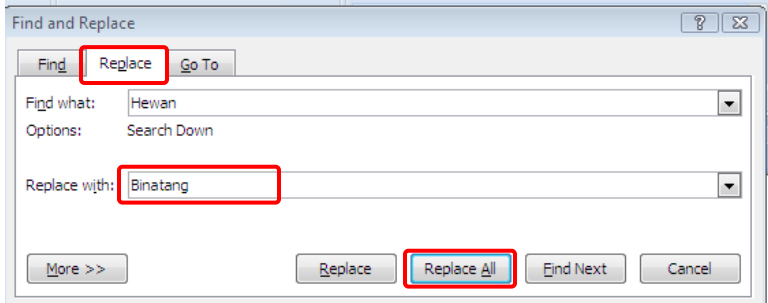 Find and Replace
Find Replace Go To
Find what: Hewan
Options: Search Down
Replace with: Binatang
More >> Replace Replace All Find Next Cancel